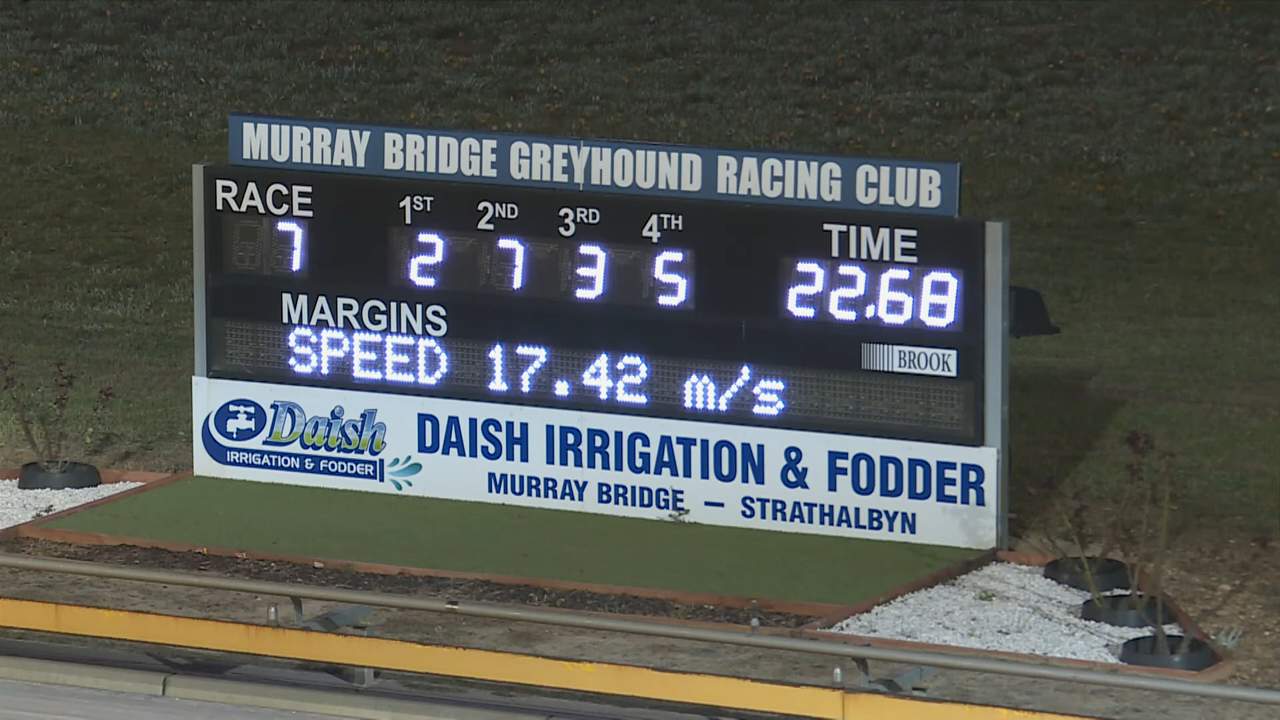 MURRAY BRIDGE GREYHOUND RACING CLUB
RACE 1ST 2ND 3RD 4TH TIME
7 2 7 3 5 22.68
MARGINS
SPEED 17.42 m/s
BROOK
Daish
IRRIGATION & FODDER
DAISH IRRIGATION & FODDER
MURRAY BRIDGE — STRATHALBYN